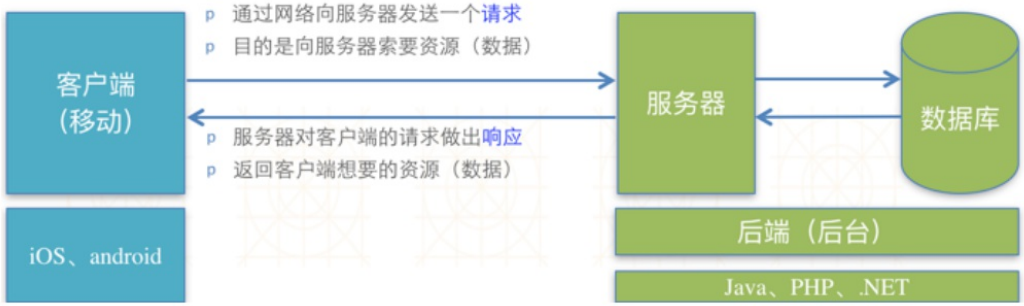 p 通过网络向服务器发送一个请求
p 目的是向服务器索要资源（数据）
客户端
（移动）
服务器
数据库
p 服务器对客户端的请求做出响应
p 返回客户端想要的资源（数据）
iOS、android
后端（后台）
Java、PHP、.NET